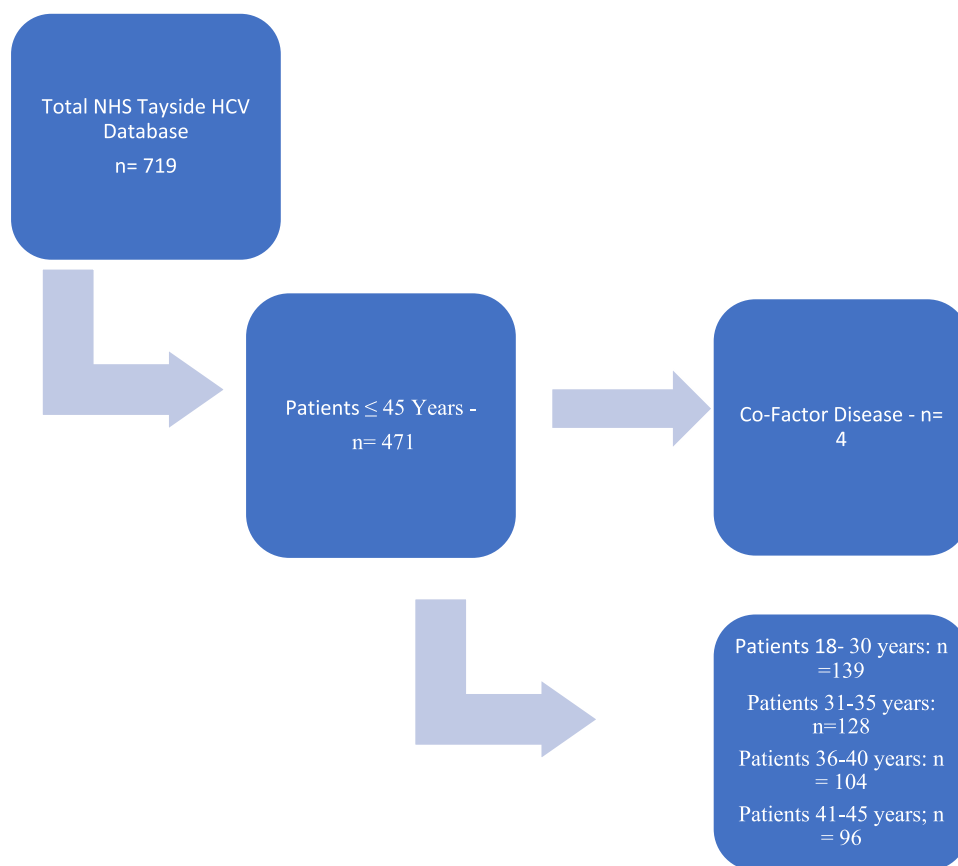 Total NHS Tayside HCV
Database
n= 719
Patients ≤ 45 Years -
n= 471
Co-Factor Disease - n=
4
Patients 18- 30 years: n
=139
Patients 31-35 years:
n=128
Patients 36-40 years: n
= 104
Patients 41-45 years; n
= 96